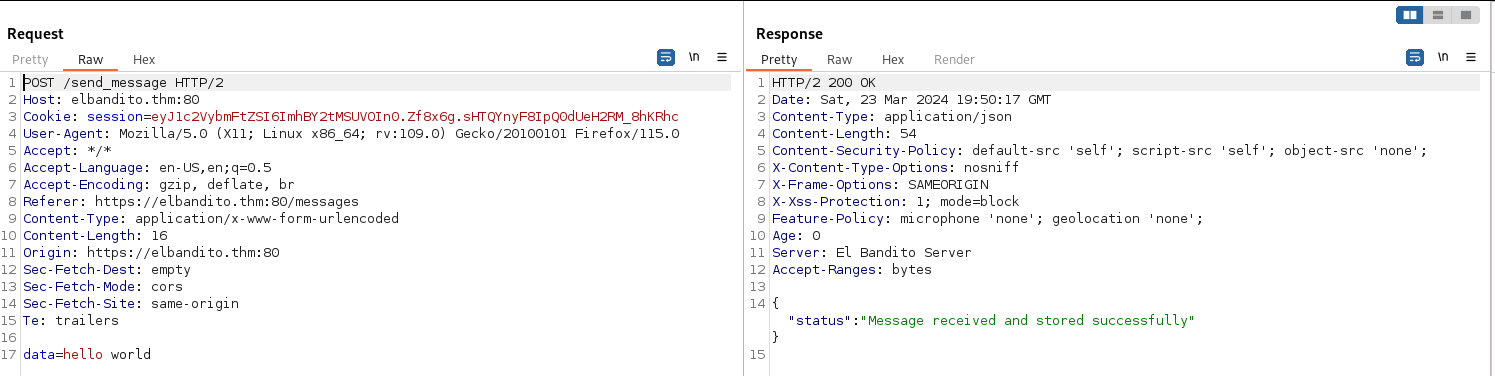 Request
Pretty Raw Hex \n
1 POST /send_message HTTP/2
2 Host: elbandito.thm:80
3 Cookie: session=eyJ1c2VybmFtZSI6ImhBY2tMSUVOIn0.Zf8x6g.sHTQYnyF8IpQ0dUeH2RM_8hKRhc
4 User-Agent: Mozilla/5.0 (X11; Linux x86_64; rv:109.0) Gecko/20100101 Firefox/115.0
5 Accept: */*
6 Accept-Language: en-US,en;q=0.5
7 Accept-Encoding: gzip, deflate, br
8 Referer: https://elbandito.thm:80/messages
9 Content-Type: application/x-www-form-urlencoded
10 Content-Length: 16
11 Origin: https://elbandito.thm:80
12 Sec-Fetch-Dest: empty
13 Sec-Fetch-Mode: cors
14 Sec-Fetch-Site: same-origin
15 Te: trailers
16
17 data=hello world
Response
Pretty Raw Hex Render \n
1 HTTP/2 200 OK
2 Date: Sat, 23 Mar 2024 19:50:17 GMT
3 Content-Type: application/json
4 Content-Length: 54
5 Content-Security-Policy: default-src 'self'; script-src 'self'; object-src 'none';
6 X-Content-Type-Options: nosniff
7 X-Frame-Options: SAMEORIGIN
8 X-Xss-Protection: 1; mode=block
9 Feature-Policy: microphone 'none'; geolocation 'none';
10 Age: 0
11 Server: El Bandito Server
12 Accept-Ranges: bytes
13
14 {
"status":"Message received and stored successfully"
}
15